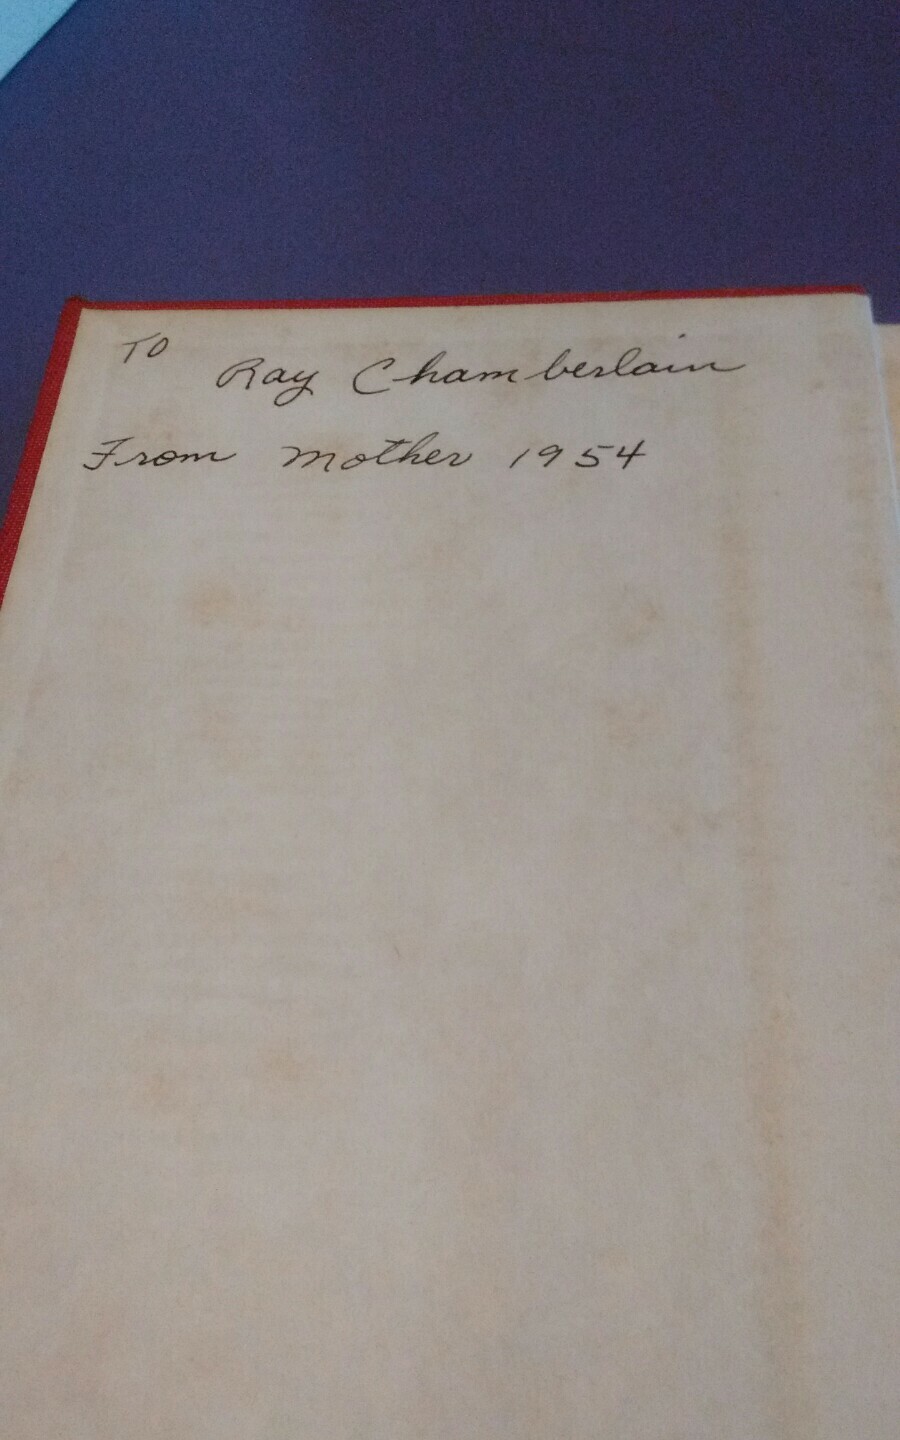 TO
Ray Chamberlain
From Mother 1954